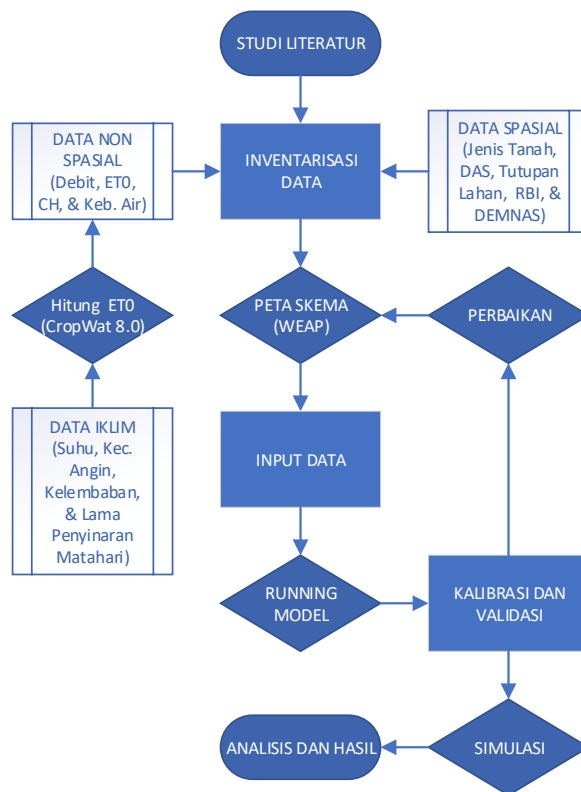 STUDI LITERATUR
DATA NON
SPASIAL
(Debit, ET0,
CH, & Keb. Air)
INVENTARISASI
DATA
DATA SPASIAL
(Jenis Tanah,
DAS, Tutupan
Lahan, RBI, &
DEMNAS)
Hitung ET0
(CropWat 8.0)
PETA SKEMA
(WEAP)
PERBAIKAN
DATA IKLIM
(Suhu, Kec.
Angin,
Kelembaban,
& Lama
Penyinaran
Matahari)
INPUT DATA
RUNNING
MODEL
KALIBRASI DAN
VALIDASI
ANALISIS DAN HASIL
SIMULASI